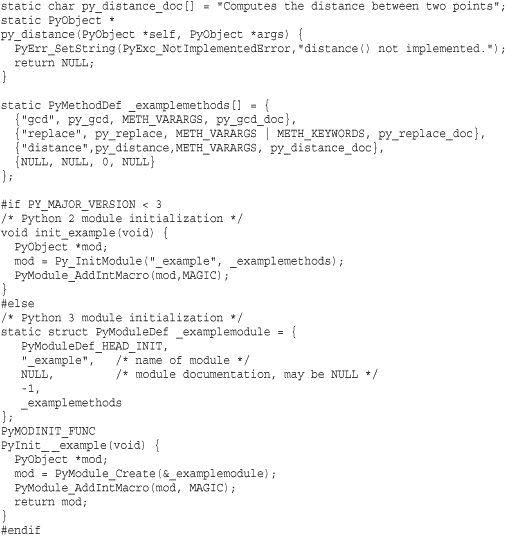 static char py_distance_doc[] = "Computes the distance between two points";
static PyObject *
py_distance(PyObject *self, PyObject *args) {
  PyErr_SetString(PyExc_NotImplementedError,"distance() not implemented.");
  return NULL;
}

static PyMethodDef _examplemethods[] = {
  {"gcd", py_gcd, METH_VARARGS, py_gcd_doc},
  {"replace", py_replace, METH_VARARGS | METH_KEYWORDS, py_replace_doc},
  {"distance",py_distance,METH_VARARGS, py_distance_doc},
  {NULL, NULL, 0, NULL}
};

#if PY_MAJOR_VERSION < 3
/* Python 2 module initialization */
void init_example(void) {
  PyObject *mod;
  mod = Py_InitModule("_example", _examplemethods);
  PyModule_AddIntMacro(mod,MAGIC);
}
#else
/* Python 3 module initialization */
static struct PyModuleDef _examplemodule = {
   PyModuleDef_HEAD_INIT,
   "_example",   /* name of module */
   NULL,         /* module documentation, may be NULL */
   -1,
   _examplemethods
};
PyMODINIT_FUNC
PyInit__example(void) {
  PyObject *mod;
  mod = PyModule_Create(&_examplemodule);
  PyModule_AddIntMacro(mod, MAGIC);
  return mod;
}
#endif